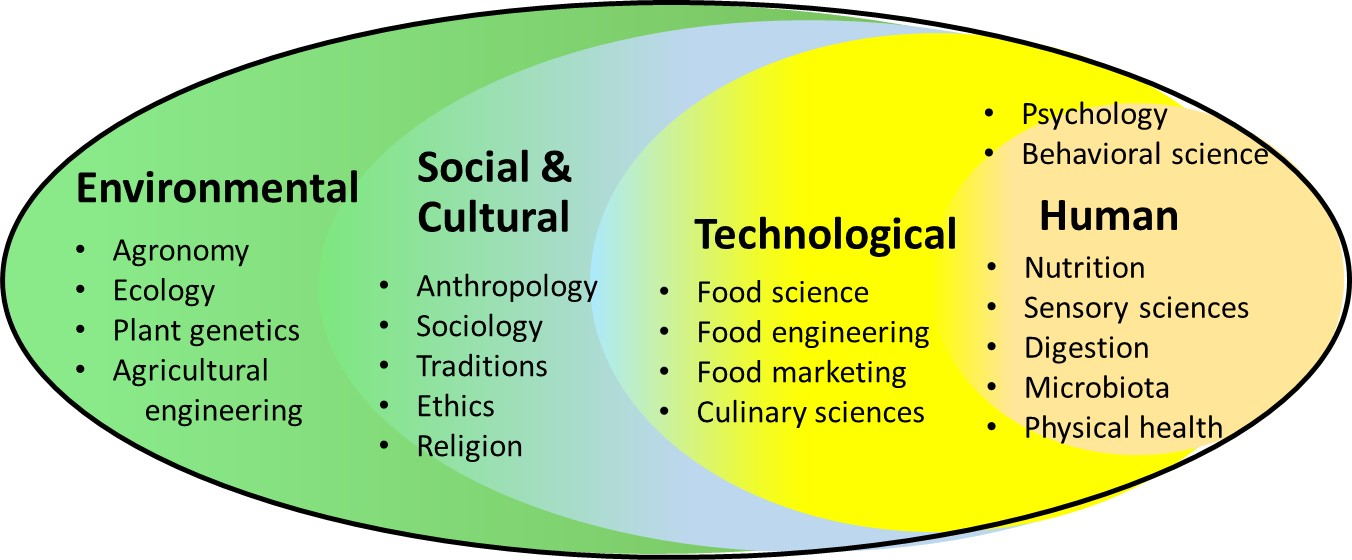 Environmental
• Agronomy
• Ecology
• Plant genetics
• Agricultural
engineering
Social &
Cultural
• Anthropology
• Sociology
• Traditions
• Ethics
• Religion
Technological
• Food science
• Food engineering
• Food marketing
• Culinary sciences
• Psychology
• Behavioral science
Human
• Nutrition
• Sensory sciences
• Digestion
• Microbiota
• Physical health